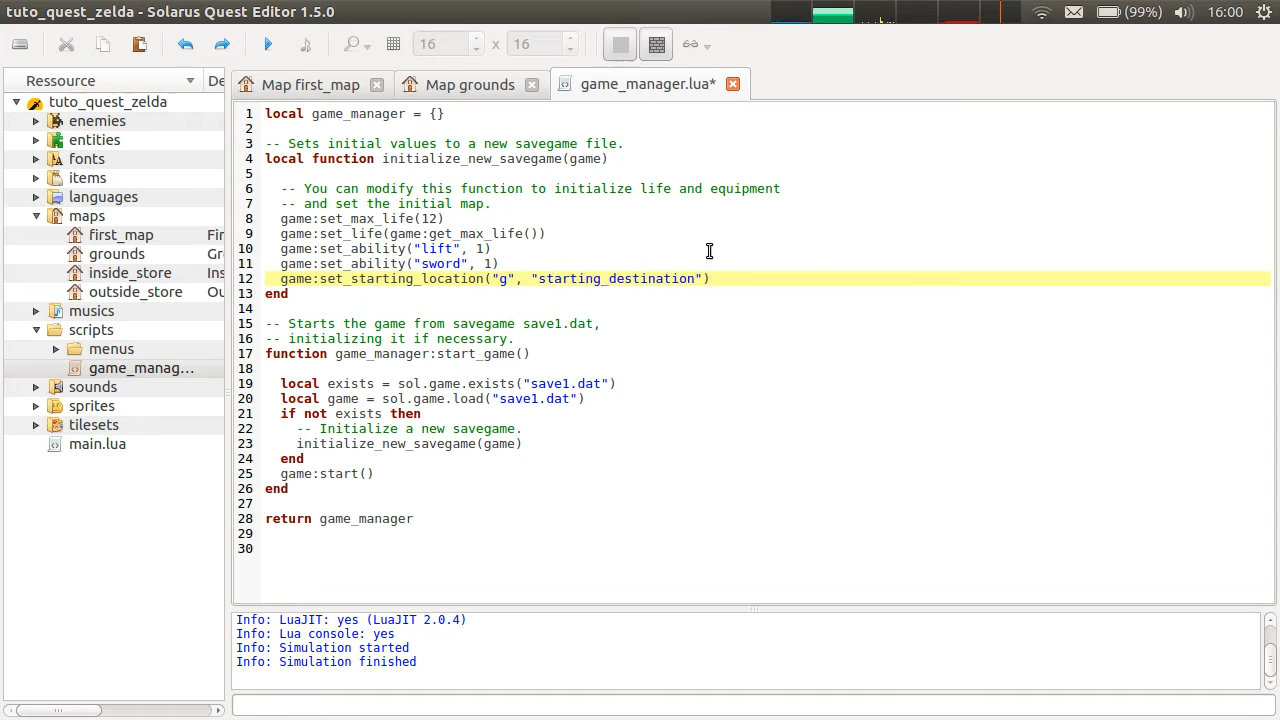 tuto_quest_zelda - Solarus Quest Editor 1.5.0
(99%)
16:00
16 x 16
Ressource
De
Map first_map
Map grounds
game_manager.lua*
tuto_quest_zelda
enemies
entities
fonts
items
languages
maps
first_map Fir
grounds Gro
inside_store Ins
outside_store Ou
musics
scripts
menus
game_manag...
sounds
sprites
tilesets
main.lua
1 local game_manager = {}
2
3 -- Sets initial values to a new savegame file.
4 local function initialize_new_savegame(game)
5
6 -- You can modify this function to initialize life and equipment
7 -- and set the initial map.
8 game:set_max_life(12)
9 game:set_life(game:get_max_life())
10 game:set_ability("lift", 1)
11 game:set_ability("sword", 1)
12 game:set_starting_location("g", "starting_destination")
13 end
14
15 -- Starts the game from savegame save1.dat,
16 -- initializing it if necessary.
17 function game_manager:start_game()
18
19 local exists = sol.game.exists("save1.dat")
20 local game = sol.game.load("save1.dat")
21 if not exists then
22 -- Initialize a new savegame.
23 initialize_new_savegame(game)
24 end
25 game:start()
26 end
27
28 return game_manager
29
30
Info: LuaJIT: yes (LuaJIT 2.0.4)
Info: Lua console: yes
Info: Simulation started
Info: Simulation finished